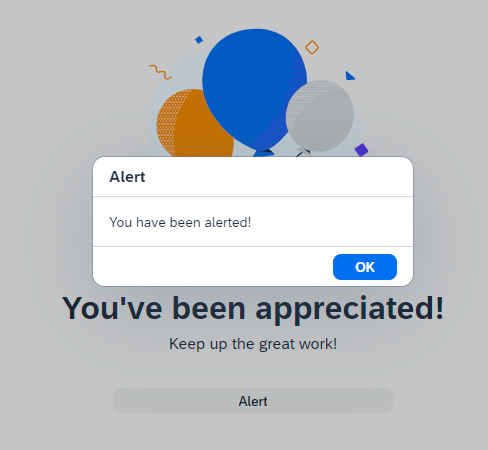 Alert
You have been alerted!
OK
You've been appreciated!
Keep up the great work!
Alert